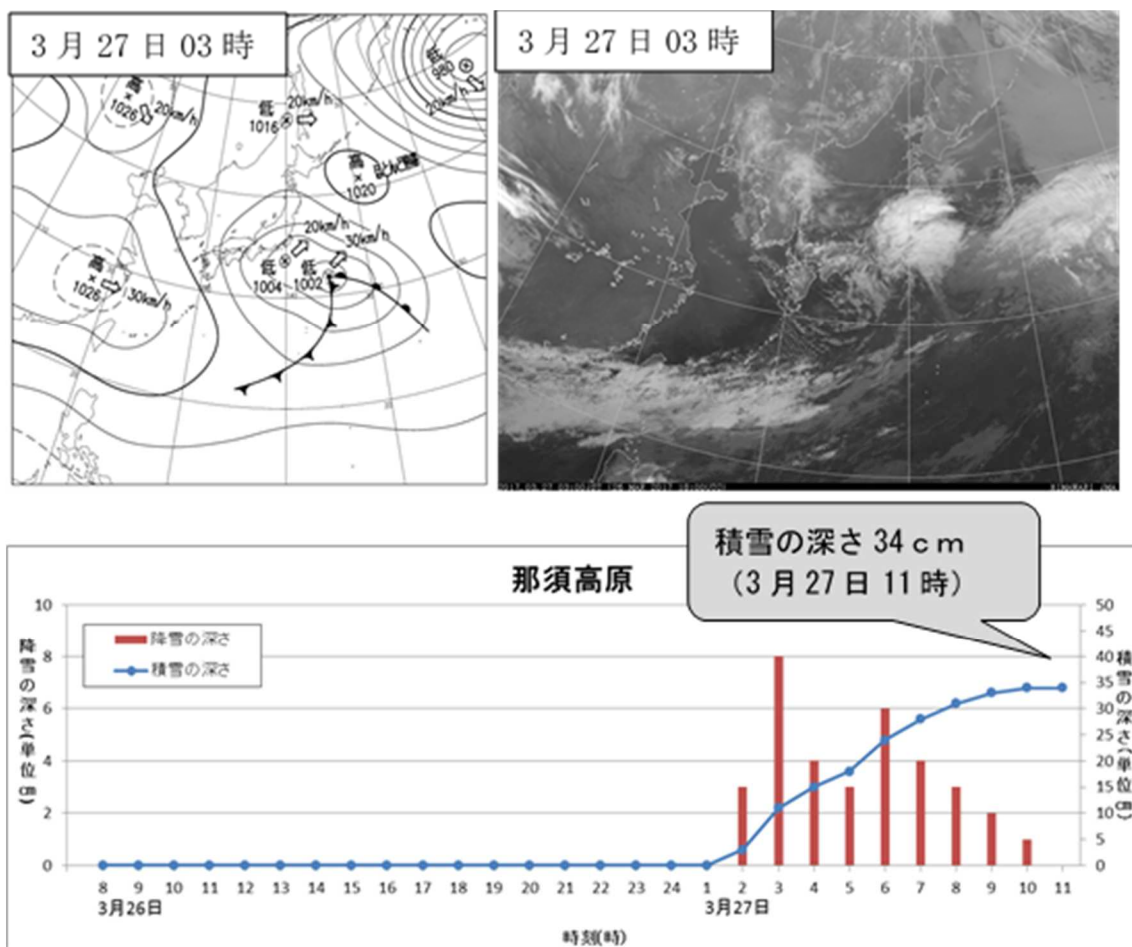 3月27日03時
高
1026
20km/h
低
1016
20km/h
低
980
20km/h
高
1020
高
1026
30km/h
低
1004
20km/h
低
1002
30km/h
3月27日03時
積雪の深さ34cm
(3月27日11時)
那須高原
降雪の深さ
積雪の深さ
降雪の深さ(単位㎝)
10
8
6
4
2
0
50
45
40
35
30
25
20
15
10
5
0
積雪の深さ(単位㎝)
8 9 10 11 12 13 14 15 16 17 18 19 20 21 22 23 24 1 2 3 4 5 6 7 8 9 10 11
3月26日 3月27日
時刻(時)